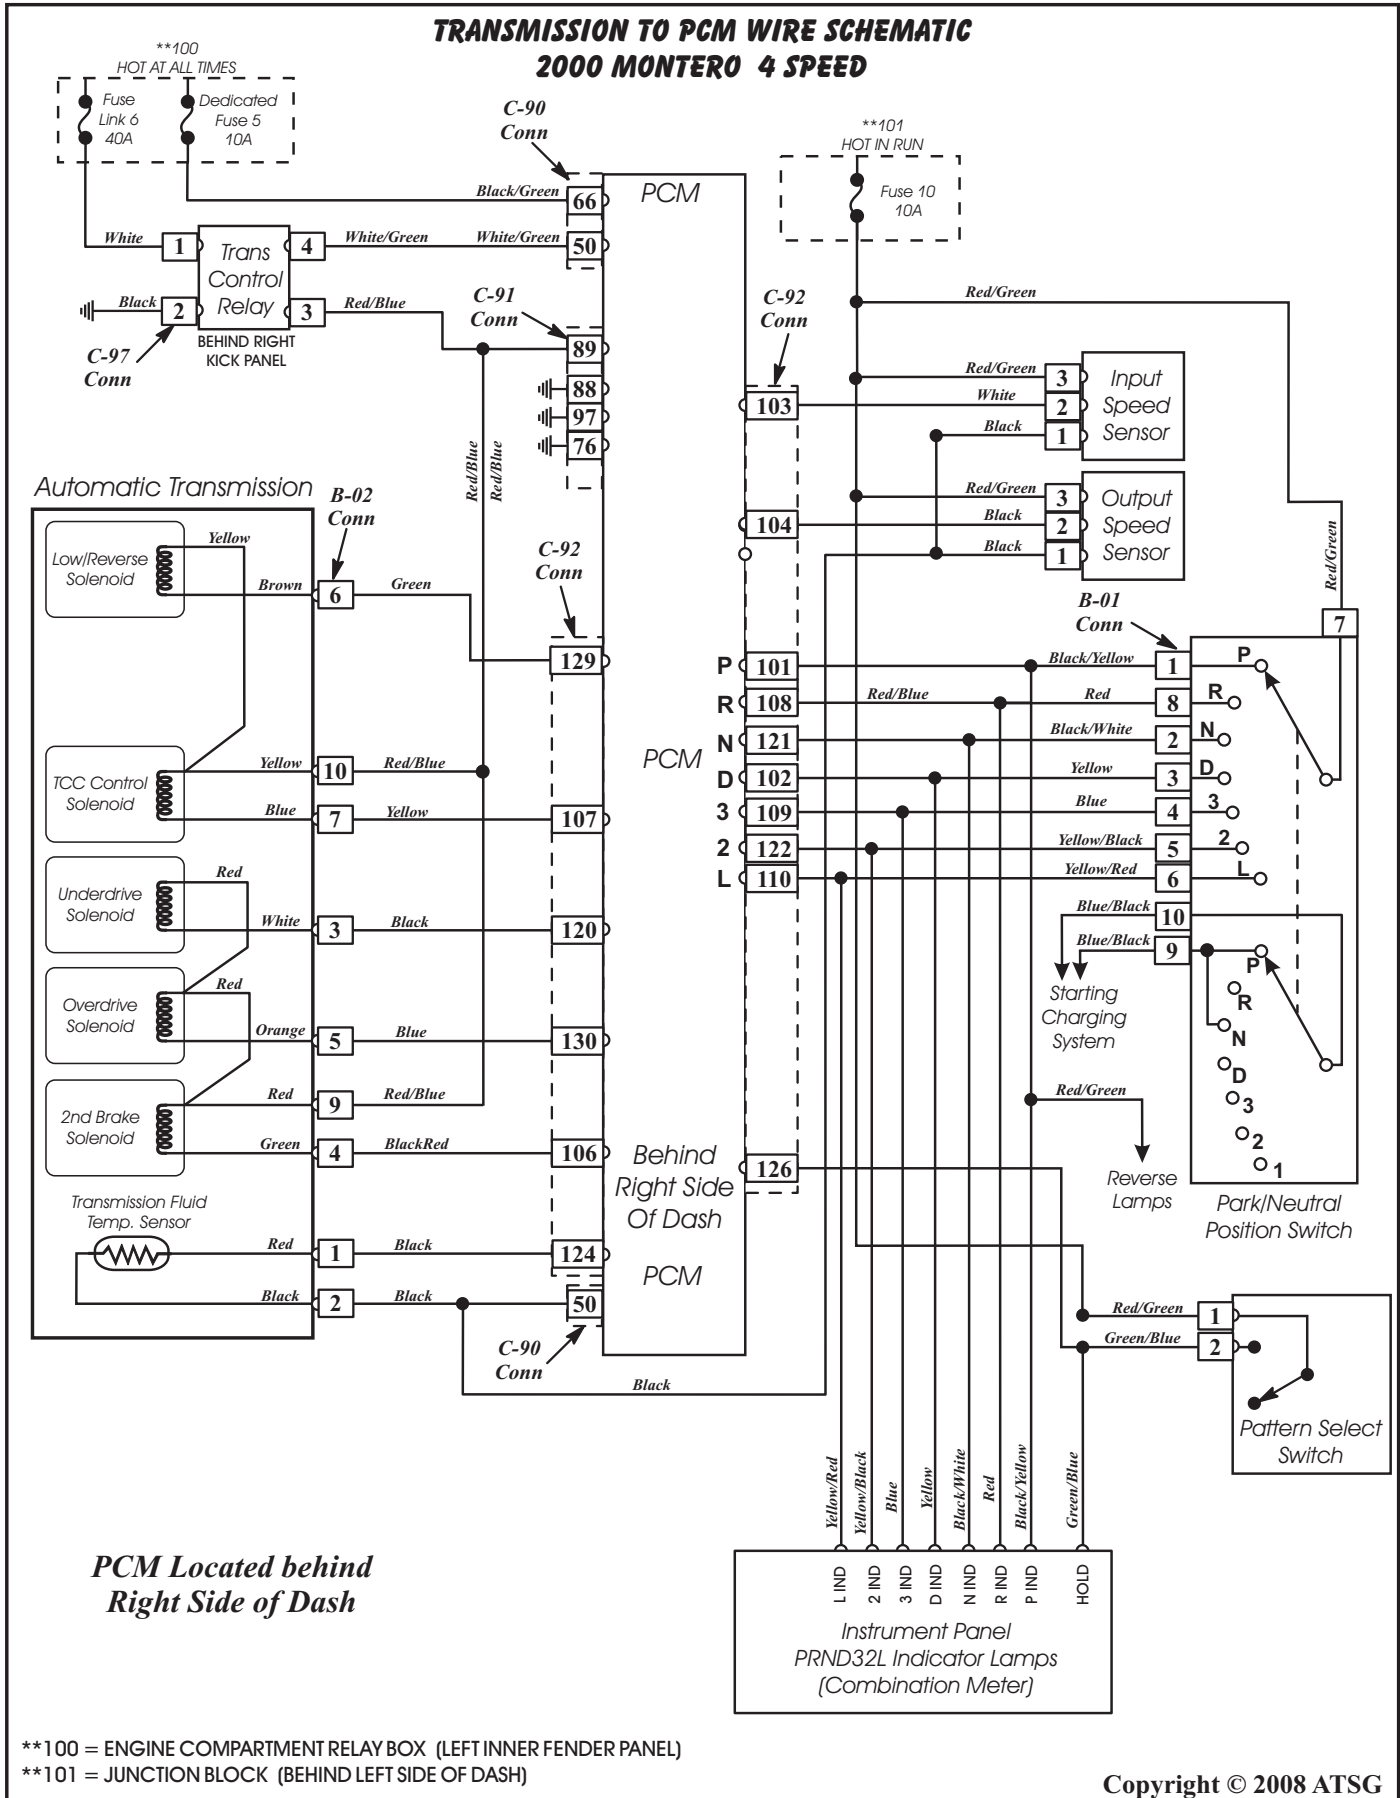 TRANSMISSION TO PCM WIRE SCHEMATIC
2000 MONTERO 4 SPEED
**100
HOT AT ALL TIMES
Fuse
Link 6
40A
Dedicated
Fuse 5
10A
C-90
Conn
**101
HOT IN RUN
Fuse 10
10A
Black/Green
66
PCM
White
1
Trans
Control
Relay
4
White/Green
White/Green
50
Black
2
3
Red/Blue
BEHIND RIGHT
KICK PANEL
C-97
Conn
C-91
Conn
89
88
97
76
Red/Blue
Red/Blue
C-92
Conn
103
104
Red/Green
Red/Green
3
White
2
Black
1
Input
Speed
Sensor
Red/Green
3
Black
2
Black
1
Output
Speed
Sensor
Red/Green
7
Automatic Transmission
B-02
Conn
Low/Reverse
Solenoid
Yellow
Brown
6
Green
C-92
Conn
129
TCC Control
Solenoid
Yellow
10
Red/Blue
Blue
7
Yellow
107
Underdrive
Solenoid
Red
White
3
Black
120
Overdrive
Solenoid
Red
Orange
5
Blue
130
2nd Brake
Solenoid
Red
9
Red/Blue
Green
4
BlackRed
106
Transmission Fluid
Temp. Sensor
Red
1
Black
124
Black
2
Black
50
C-90
Conn
Black
PCM
Behind
Right Side
Of Dash
PCM
B-01
Conn
P
101
Black/Yellow
1
P
R
108
Red/Blue
Red
8
R
N
121
Black/White
2
N
D
102
Yellow
3
D
3
109
Blue
4
3
2
122
Yellow/Black
5
2
L
110
Yellow/Red
6
L
Blue/Black
10
Blue/Black
9
Starting
Charging
System
P
R
N
D
3
2
1
Red/Green
Reverse
Lamps
126
Park/Neutral
Position Switch
Red/Green
1
Green/Blue
2
Pattern Select
Switch
Yellow/Red
Yellow/Black
Blue
Yellow
Black/White
Red
Black/Yellow
Green/Blue
L IND
2 IND
3 IND
D IND
N IND
R IND
P IND
HOLD
Instrument Panel
PRND32L Indicator Lamps
(Combination Meter)
PCM Located behind
Right Side of Dash
**100 = ENGINE COMPARTMENT RELAY BOX (LEFT INNER FENDER PANEL)
**101 = JUNCTION BLOCK (BEHIND LEFT SIDE OF DASH)
Copyright © 2008 ATSG